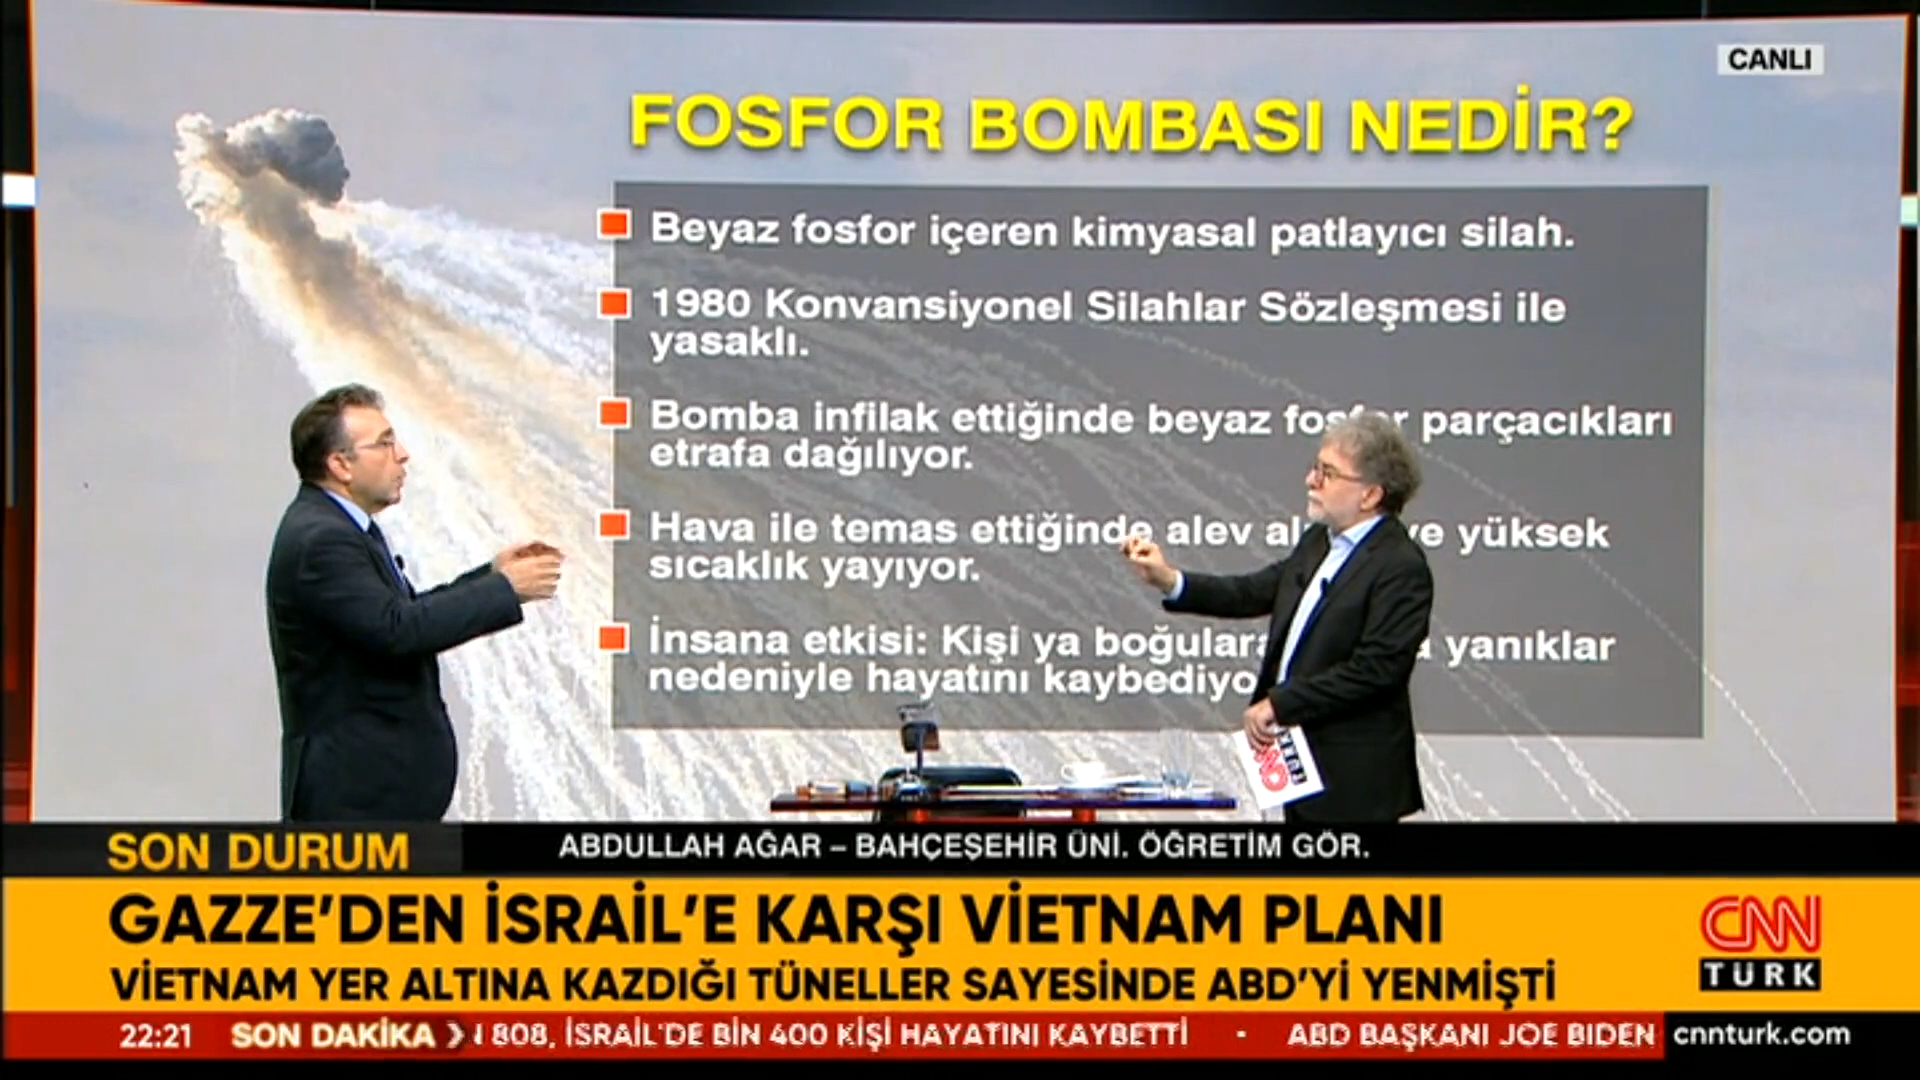 CANLI
FOSFOR BOMBASI NEDİR?
Beyaz fosfor içeren kimyasal patlayıcı silah.
1980 Konvansiyonel Silahlar Sözleşmesi ile
yasaklı.
Bomba infilak ettiğinde beyaz parçacıkları
etrafa dağılıyor.
Hava ile temas ettiğinde alev ve yüksek
sıcaklık yayıyor.
İnsana etkisi: Kişi ya yanıklar
nedeniyle hayatını
SON DURUM
ABDULLAH AĞAR – BAHÇEŞEHİR ÜNİ. ÖĞRETİM GÖR.
GAZZE'DEN İSRAİL'E KARŞI VİETNAM PLANI
VİETNAM YER ALTINA KAZDIĞI TÜNELLER SAYESİNDE ABD'Yİ YENMİŞTİ
CNN
TÜRK
22:21 SON DAKİKA 808, İSRAİL'DE BİN 400 KİŞİ HAYATINI KAYBETTİ - ABD BAŞKANI JOE BIDEN cnnturk.com